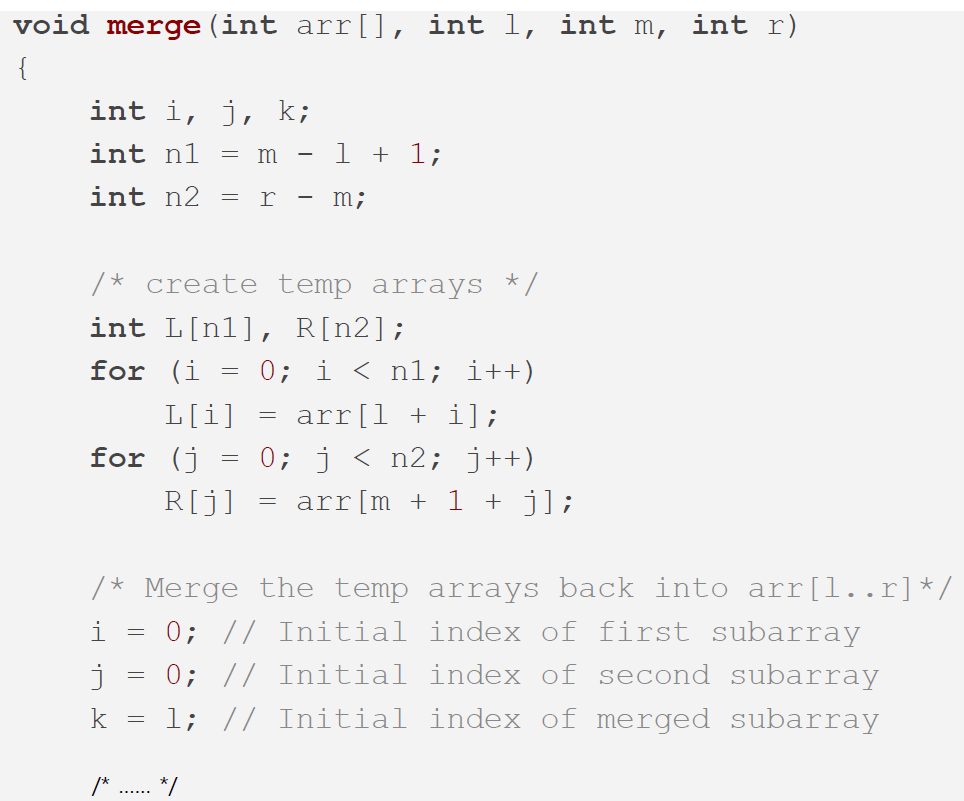 void merge(int arr[], int l, int m, int r)
{
    int i, j, k;
    int n1 = m - l + 1;
    int n2 = r - m;

    /* create temp arrays */
    int L[n1], R[n2];
    for (i = 0; i < n1; i++)
        L[i] = arr[l + i];
    for (j = 0; j < n2; j++)
        R[j] = arr[m + 1 + j];

    /* Merge the temp arrays back into arr[l..r]*/
    i = 0; // Initial index of first subarray
    j = 0; // Initial index of second subarray
    k = l; // Initial index of merged subarray

    /* ...... */